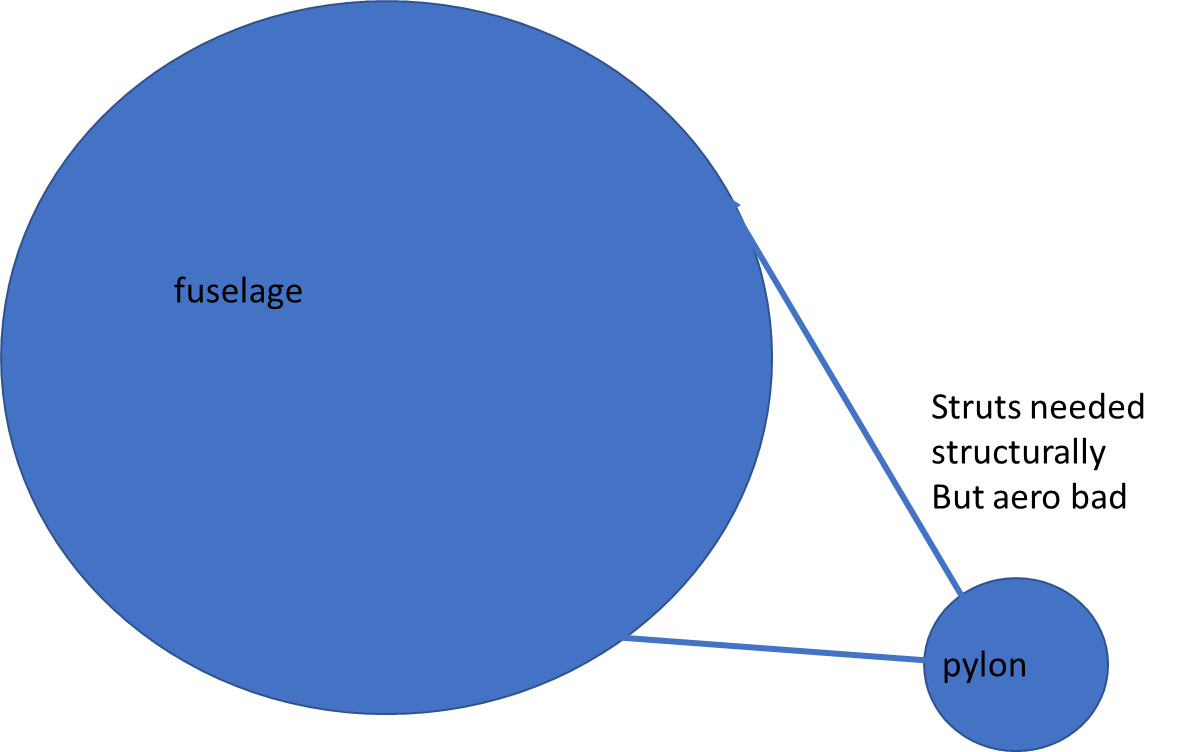 fuselage
Struts needed
structurally
But aero bad
pylon